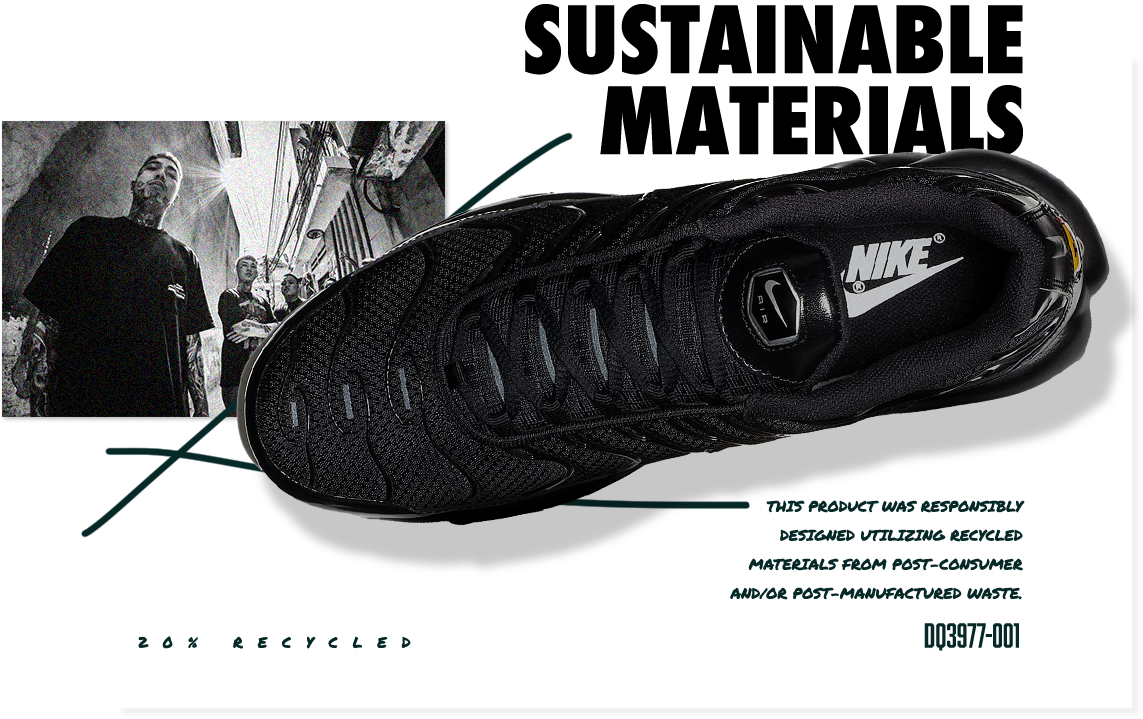 SUSTAINABLE
MATERIALS
NIKE®
®
AIR
THIS PRODUCT WAS RESPONSIBLY
DESIGNED UTILIZING RECYCLED
MATERIALS FROM POST-CONSUMER
AND/OR POST-MANUFACTURED WASTE.
20% RECYCLED
DQ3977-001